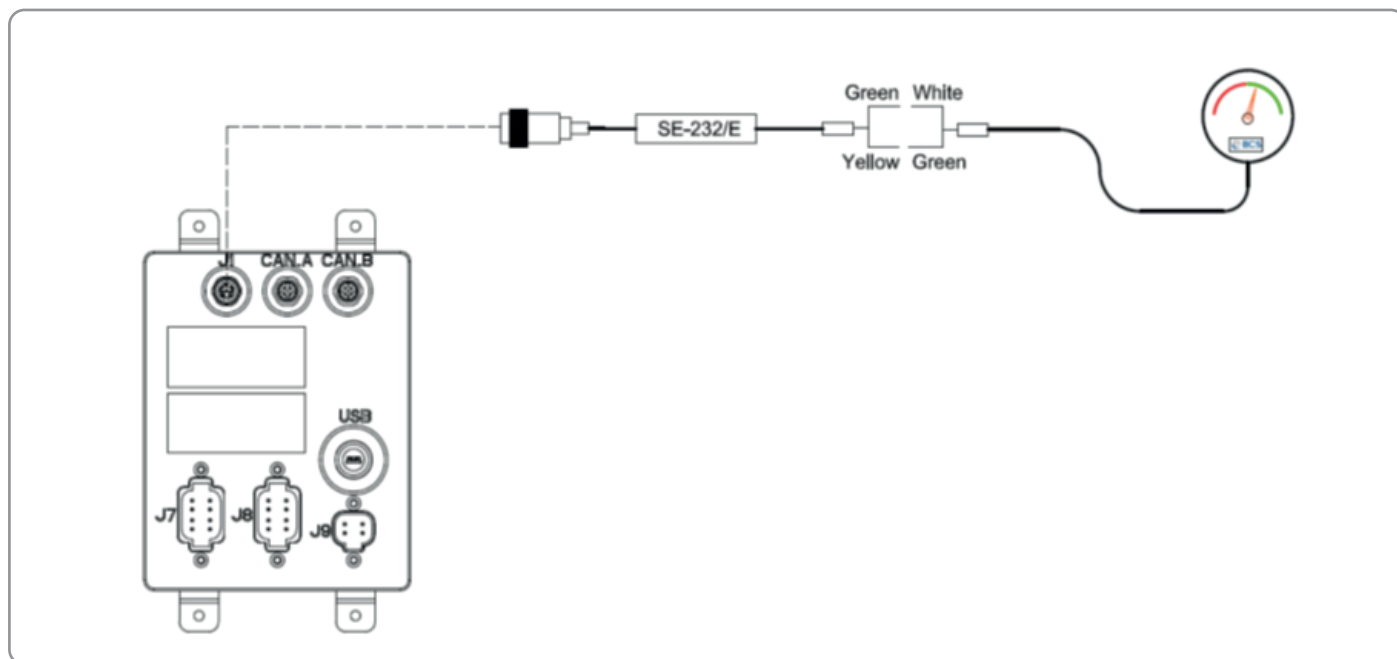 Green White
SE-232/E
Yellow Green
BCS
J1 CAN.A CAN.B
USB
J7 J8 J9